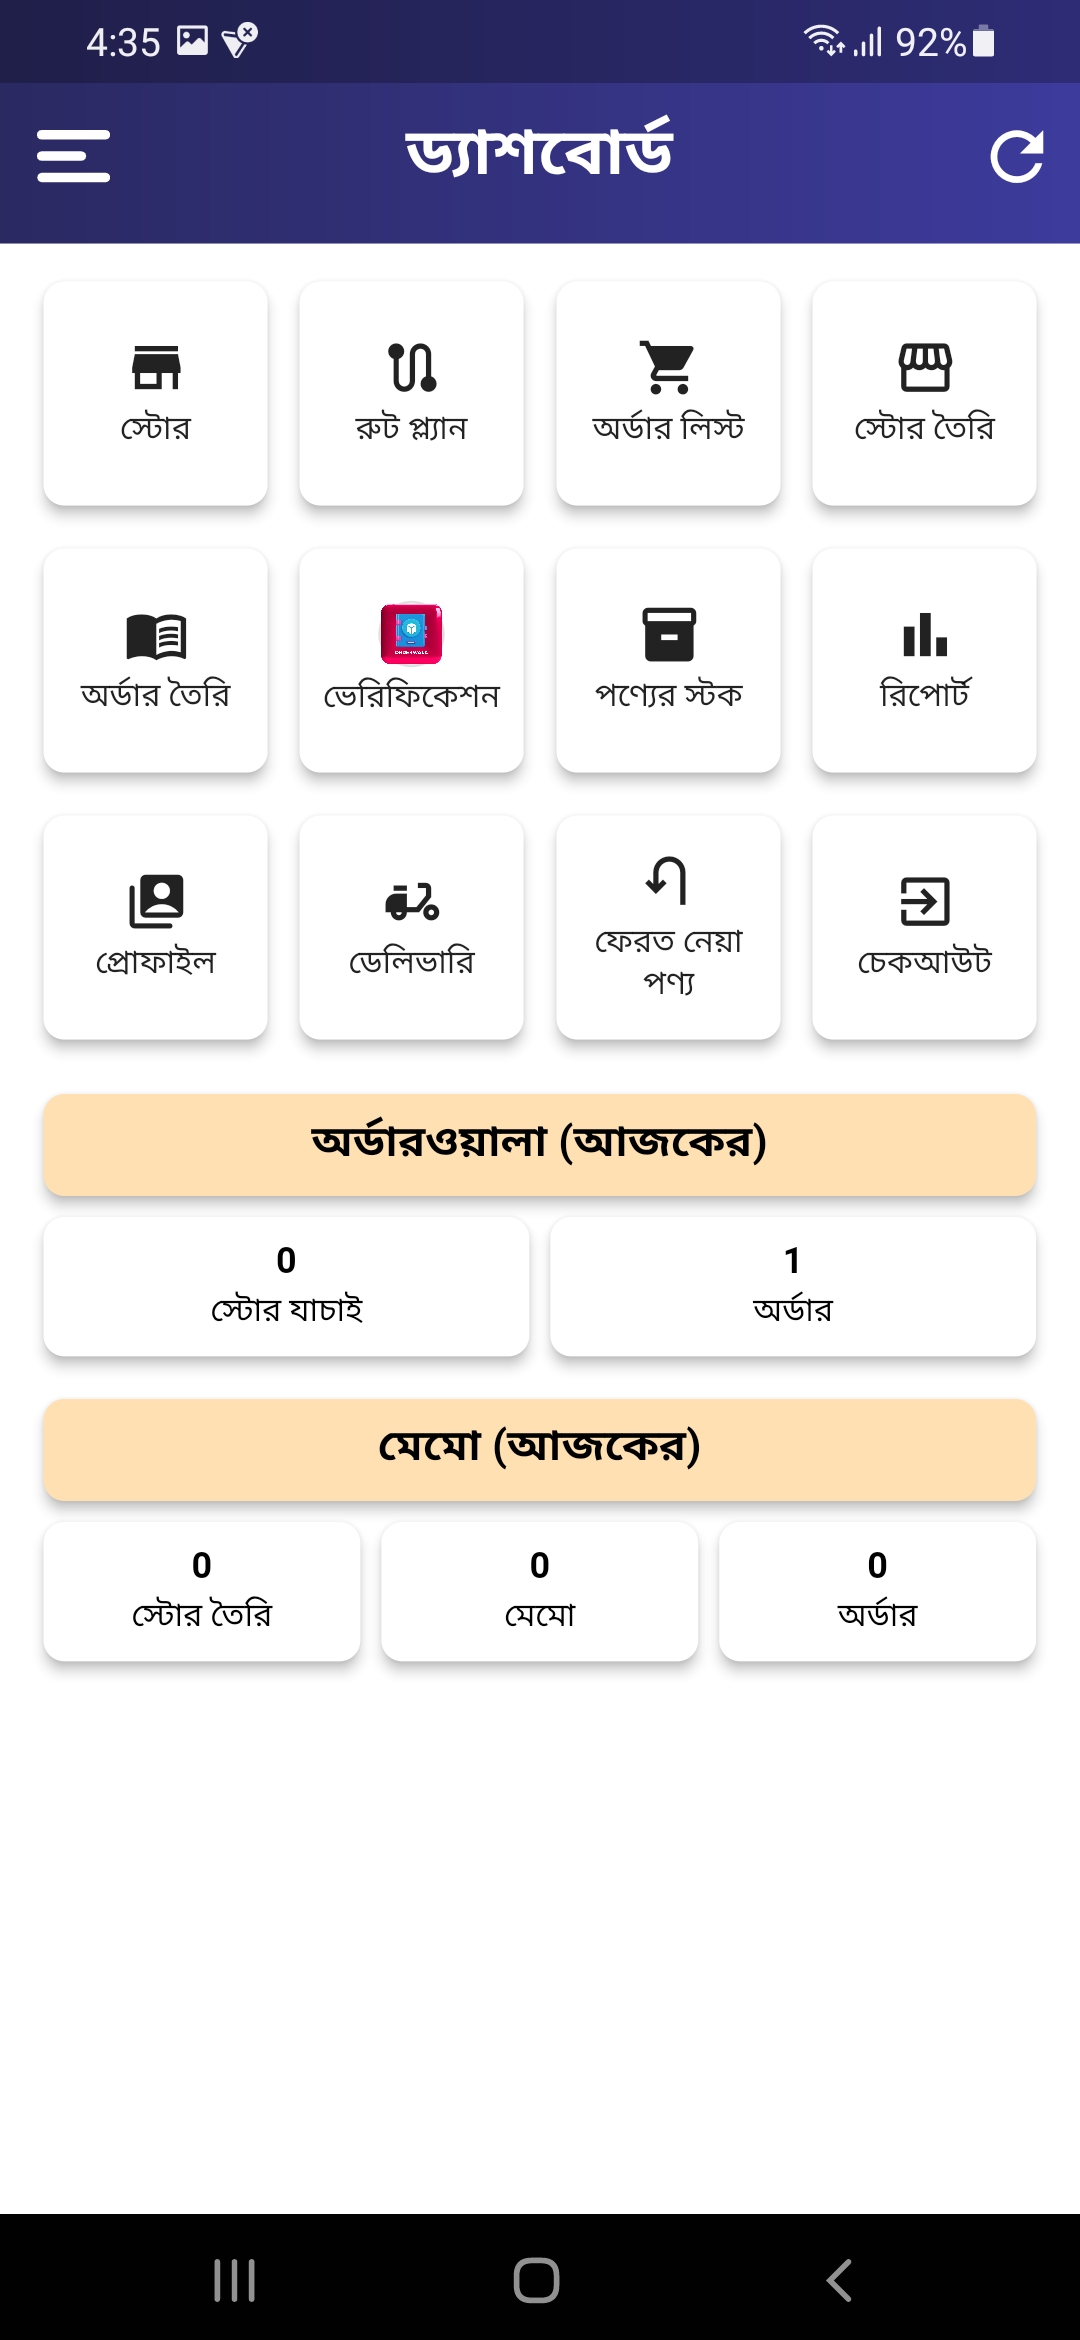 4:35 92%
ড্যাশবোর্ড
স্টোর রুট প্ল্যান অর্ডার লিস্ট স্টোর তৈরি
অর্ডার তৈরি ভেরিফিকেশন পণ্যের স্টক রিপোর্ট
প্রোফাইল ডেলিভারি ফেরত নেয়া পণ্য চেকআউট
অর্ডারওয়ালা (আজকের)
0 1
স্টোর যাচাই অর্ডার
মেমো (আজকের)
0 0 0
স্টোর তৈরি মেমো অর্ডার